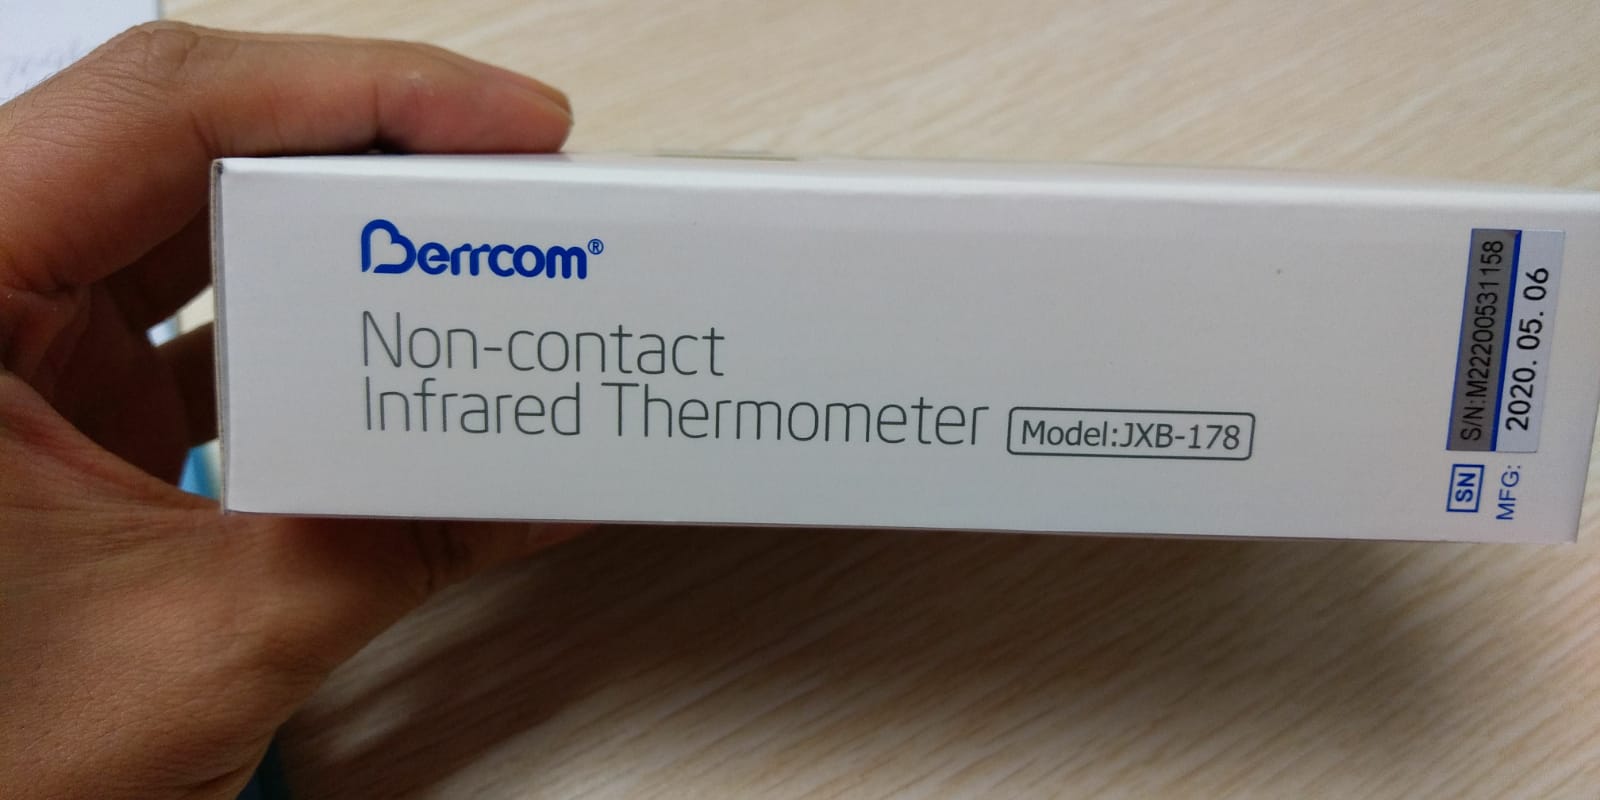 Berrcom®
Non-contact
Infrared Thermometer Model:JXB-178
SN S/N:M22200531158
MFG: 2020. 05. 06